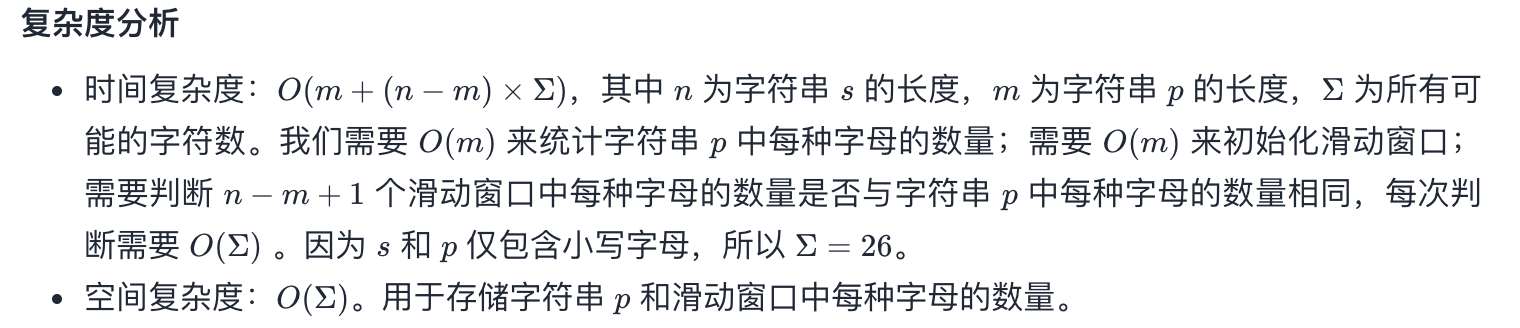 复杂度分析
• 时间复杂度：O(m + (n − m) × Σ)，其中 n 为字符串 s 的长度，m 为字符串 p 的长度，Σ 为所有可
能的字符数。我们需要 O(m) 来统计字符串 p 中每种字母的数量；需要 O(m) 来初始化滑动窗口；
需要判断 n − m + 1 个滑动窗口中每种字母的数量是否与字符串 p 中每种字母的数量相同，每次判
断需要 O(Σ) 。因为 s 和 p 仅包含小写字母，所以 Σ = 26。
• 空间复杂度：O(Σ)。用于存储字符串 p 和滑动窗口中每种字母的数量。